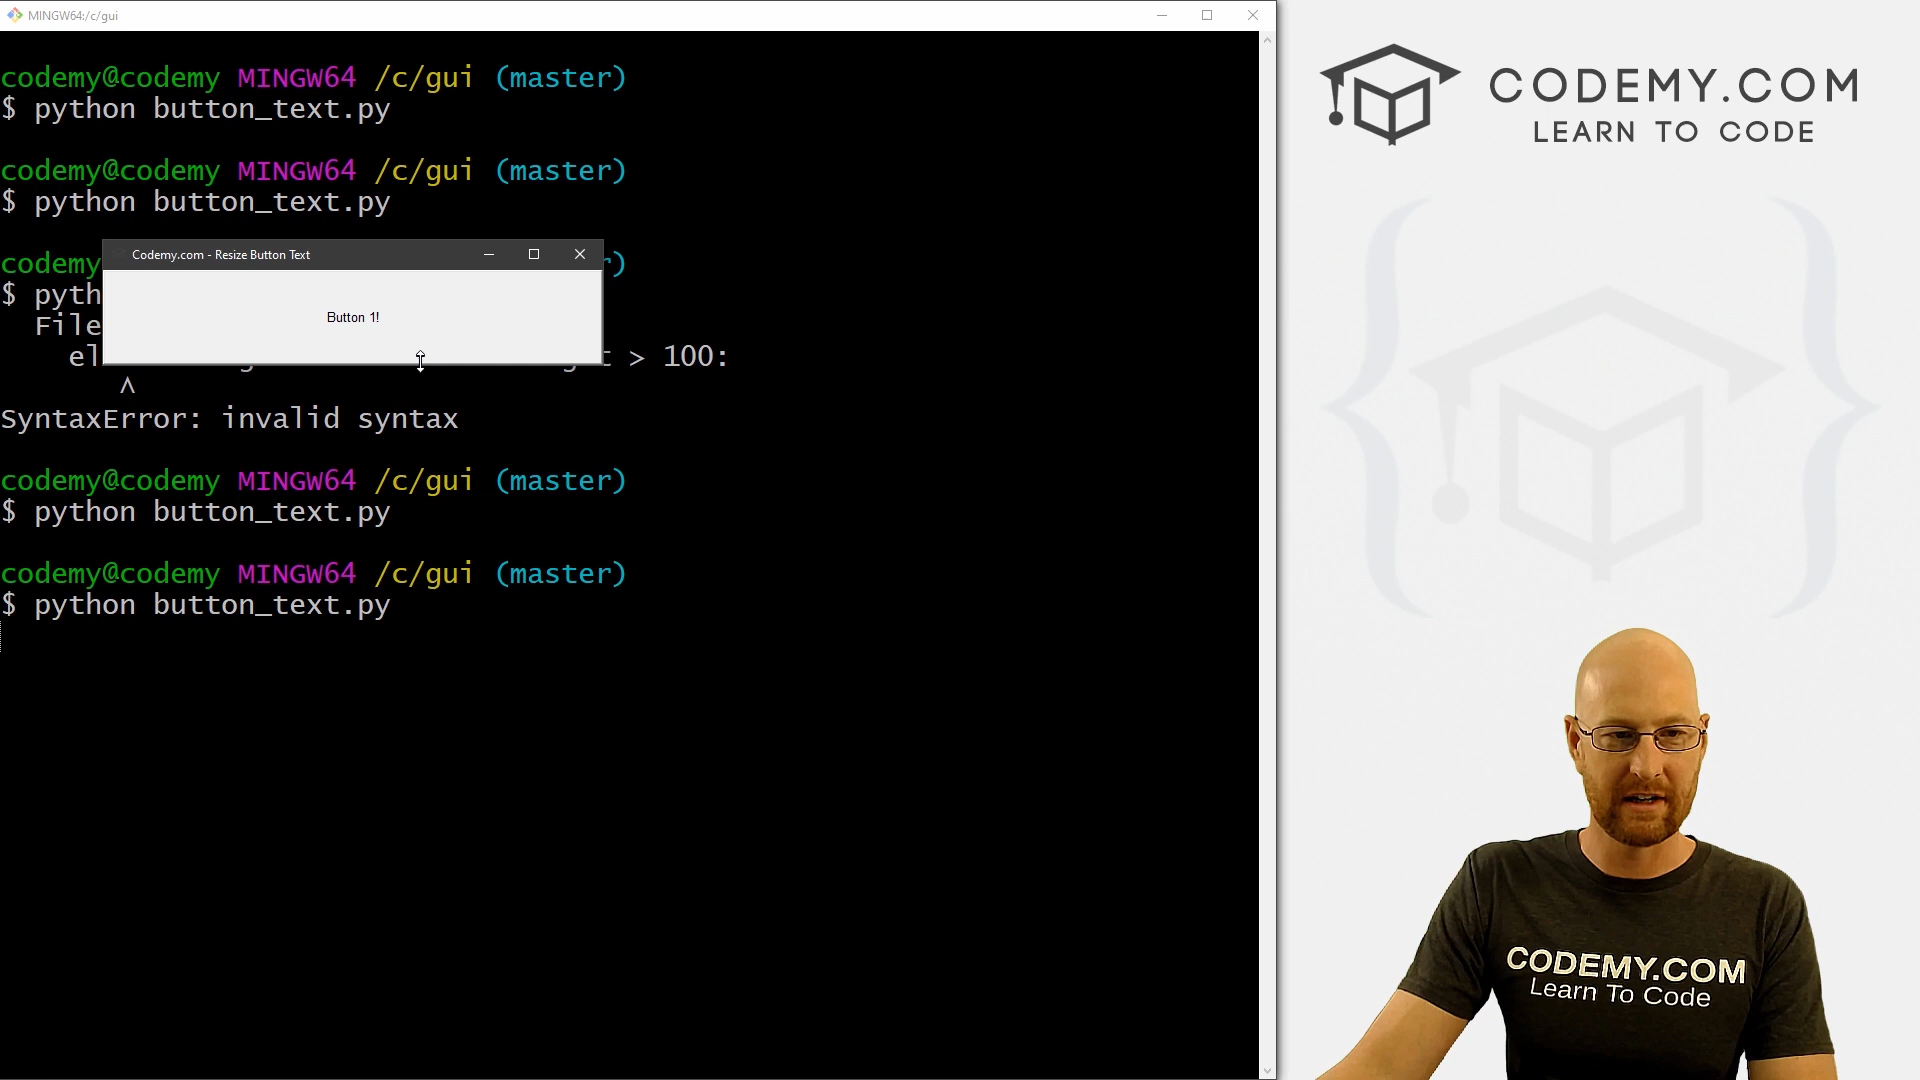 MINGW64:/c/gui
codemy@codemy MINGW64 /c/gui (master)
$ python button_text.py
codemy@codemy MINGW64 /c/gui (master)
$ python button_text.py
codemy r)
$ pyth
File
el > 100:
^
SyntaxError: invalid syntax
codemy@codemy MINGW64 /c/gui (master)
$ python button_text.py
codemy@codemy MINGW64 /c/gui (master)
$ python button_text.py
Codemy.com - Resize Button Text
Button 1!
CODEMY.COM
LEARN TO CODE
CODEMY.COM
Learn To Code